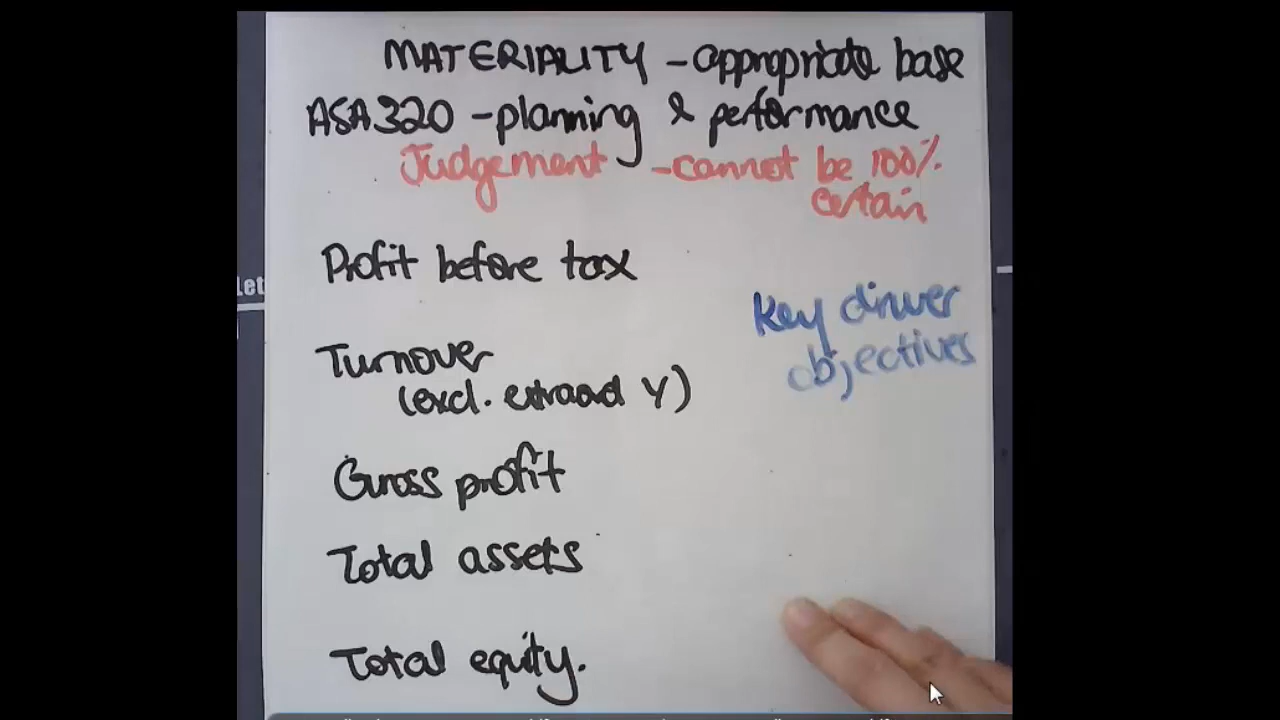 MATERIALITY - appropriate base
ASA320 - planning & performance
Judgement - cannot be 100%
certain
Profit before tax
Let
Key driver
objectives
Turnover
(excl. extraord Y)
Gross profit
Total assets
Total equity.